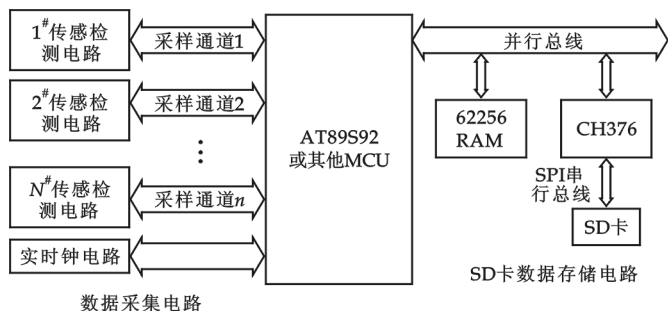 1#传感检
测电路
采样通道1
2#传感检
测电路
采样通道2
N#传感检
测电路
采样通道n
实时钟电路
数据采集电路
AT89S92
或其他MCU
并行总线
62256
RAM
CH376
SPI串
行总线
SD卡
SD卡数据存储电路